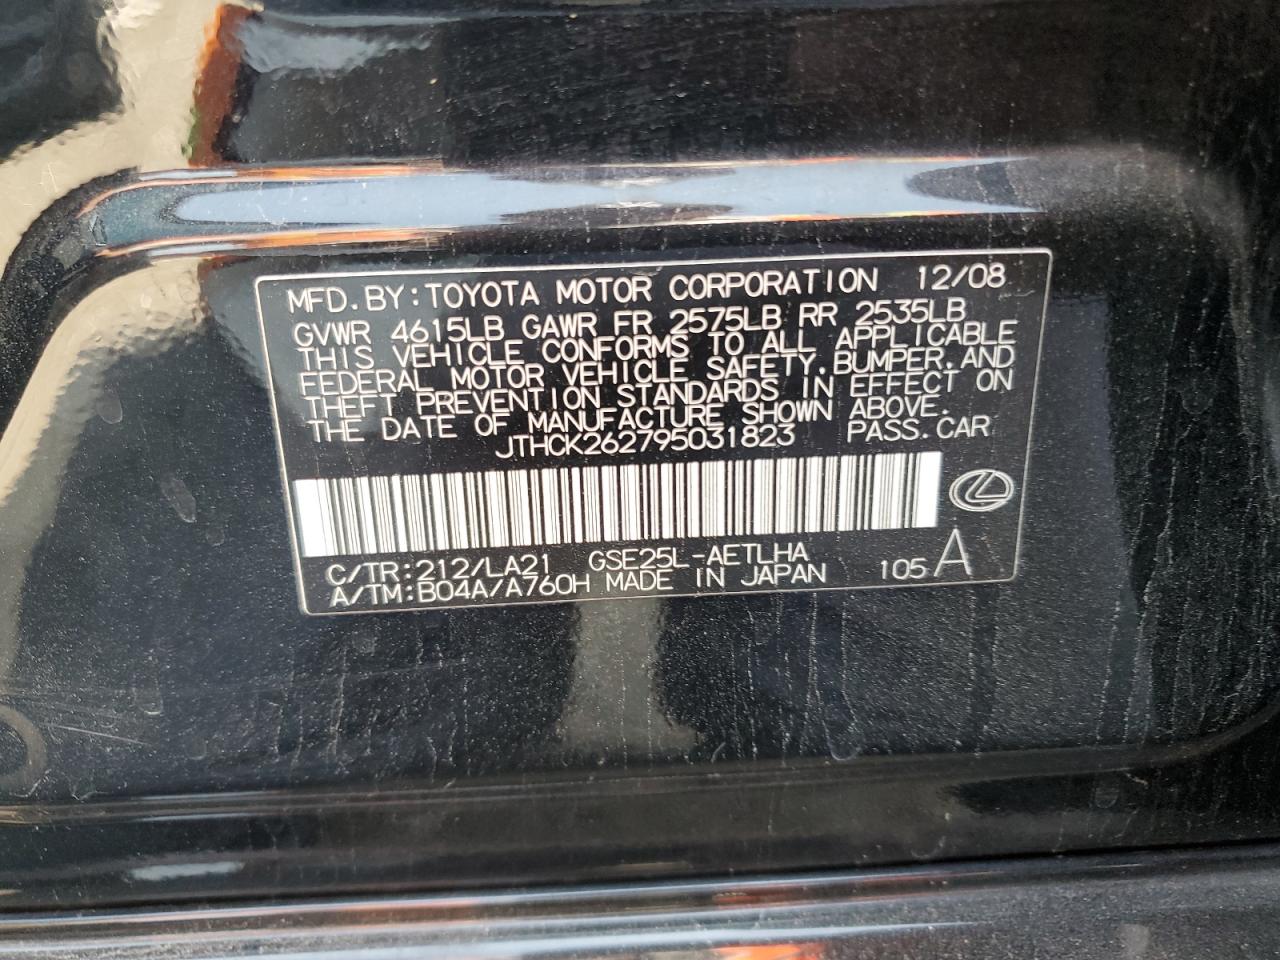 MFD.BY:TOYOTA MOTOR CORPORATION 12/08
GVWR 4615LB GAWR FR 2575LB RR 2535LB
THIS VEHICLE CONFORMS TO ALL APPLICABLE
FEDERAL MOTOR VEHICLE SAFETY,BUMPER,AND
THEFT PREVENTION STANDARDS IN EFFECT ON
THE DATE OF MANUFACTURE SHOWN ABOVE.
JTHCK262795031823 PASS.CAR
C/TR:212/LA21 GSE25L-AETLHA
A/TM:B04A/A760H MADE IN JAPAN 105 A